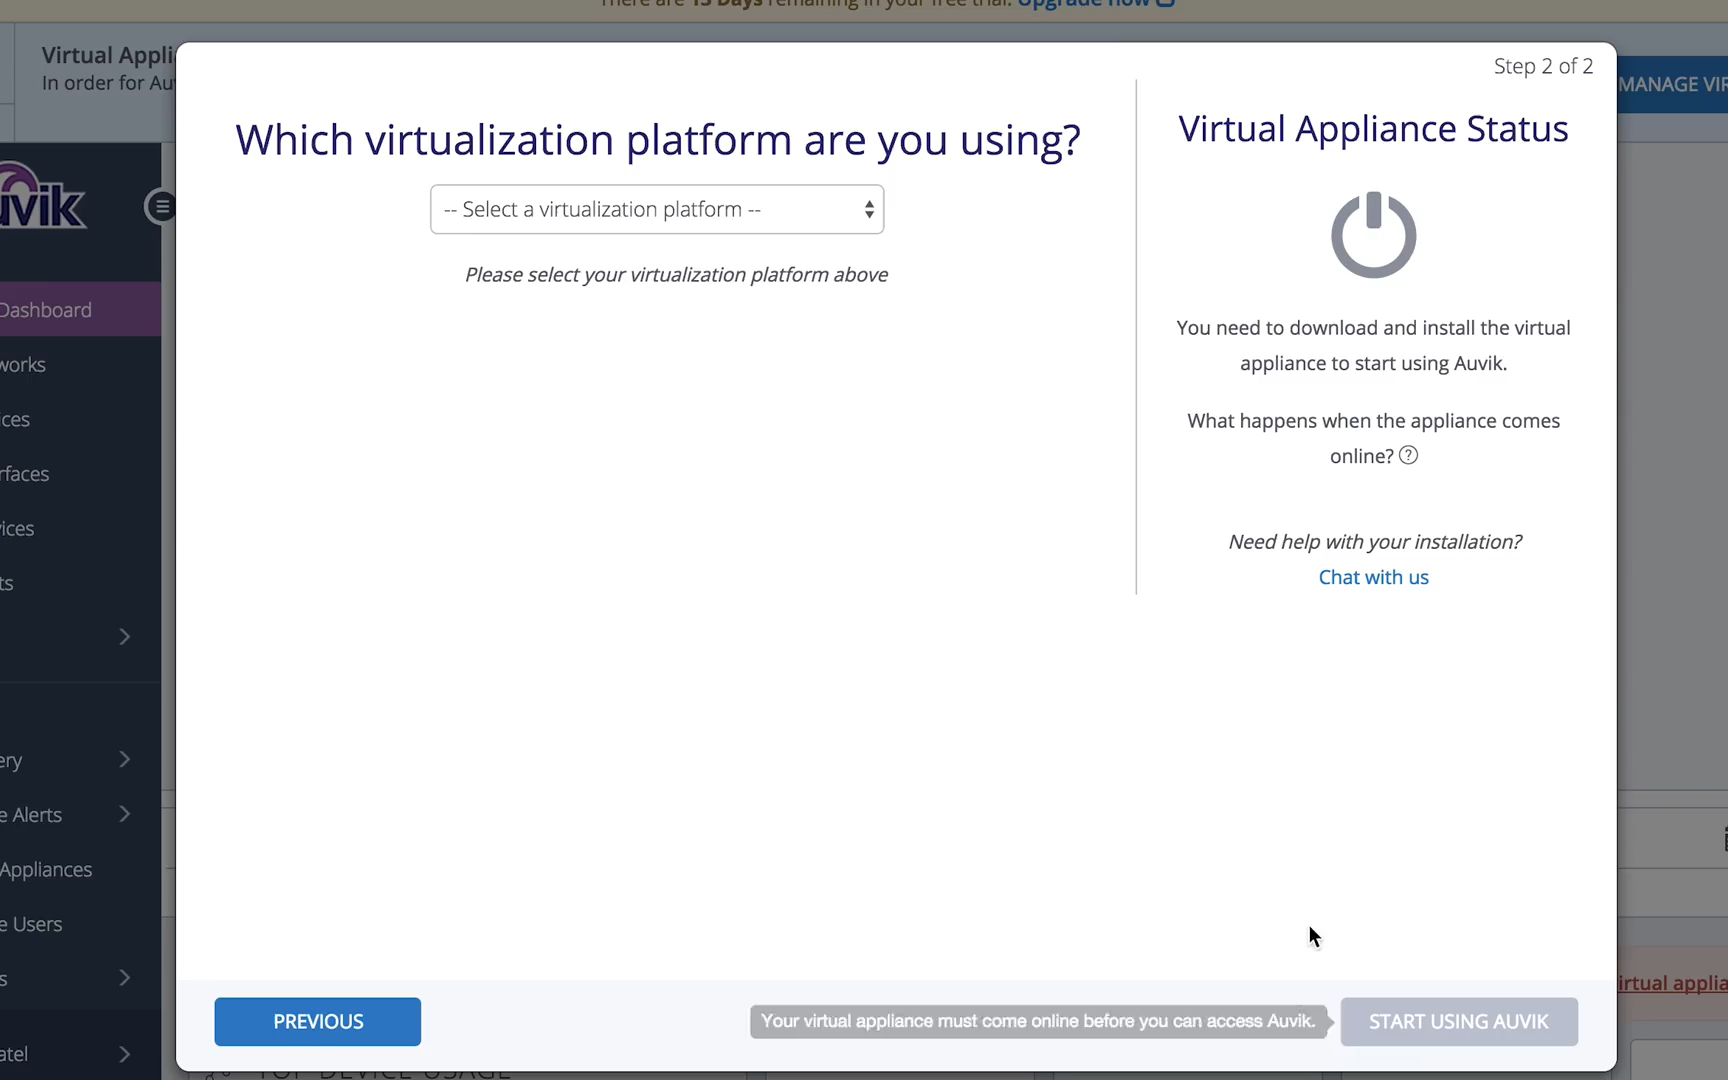 There are 13 Days remaining in your free trial. Upgrade now
Virtual Appli
In order for Au
MANAGE VIR
Step 2 of 2
Which virtualization platform are you using?
-- Select a virtualization platform --
Please select your virtualization platform above
Virtual Appliance Status
You need to download and install the virtual
appliance to start using Auvik.
What happens when the appliance comes
online? ?
Need help with your installation?
Chat with us
uvik
Dashboard
works
ices
rfaces
vices
ts
ery
e Alerts
Appliances
e Users
s
atel
irtual applia
PREVIOUS
Your virtual appliance must come online before you can access Auvik.
START USING AUVIK
TOP DEVICE USAGE